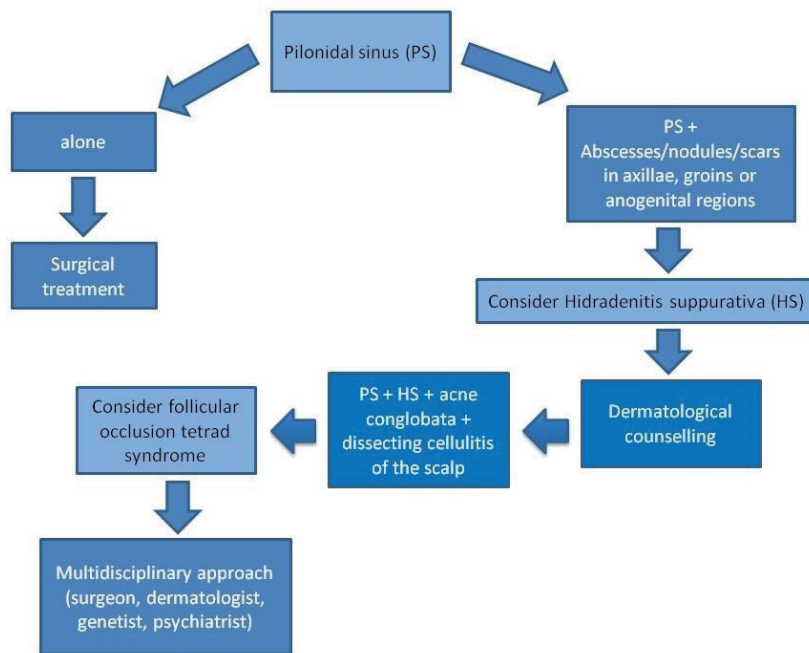 Pilonidal sinus (PS)
alone
PS +
Abscesses/nodules/scars
in axillae, groins or
anogenital regions
Surgical
treatment
Consider Hidradenitis suppurativa (HS)
Dermatological
counselling
PS + HS + acne
conglobata +
dissecting cellulitis
of the scalp
Consider follicular
occlusion tetrad
syndrome
Multidisciplinary approach
(surgeon, dermatologist,
genetist, psychiatrist)